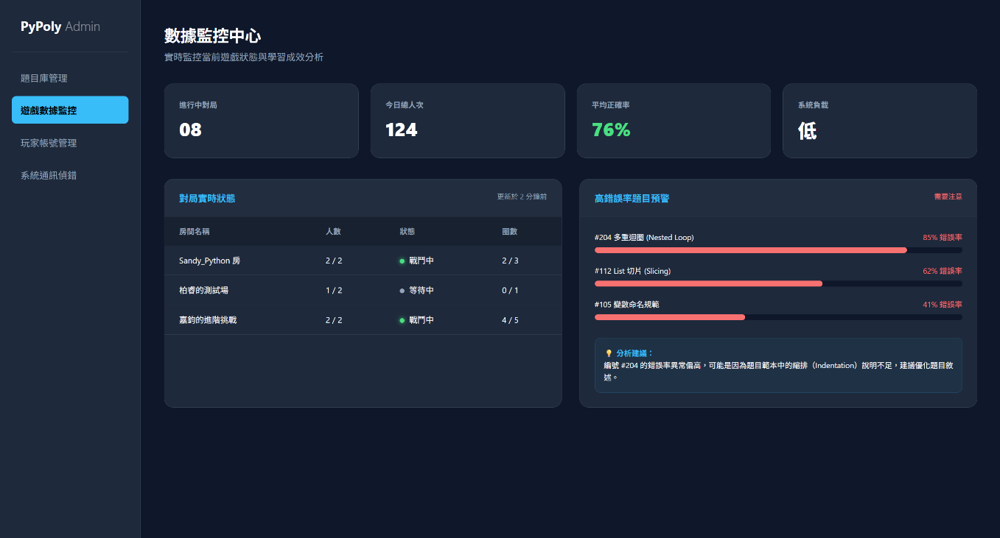 PyPoly Admin
題目庫管理
遊戲數據監控
玩家帳號管理
系統通訊偵錯
數據監控中心
實時監控當前遊戲狀態與學習成效分析
進行中對局
08
今日總人次
124
平均正確率
76%
系統負載
低
對局實時狀態 更新於 2 分鐘前
房間名稱 人數 狀態 圈數
Sandy_Python 房 2 / 2 戰鬥中 2 / 3
柏睿的測試場 1 / 2 等待中 0 / 1
嘉鈞的進階挑戰 2 / 2 戰鬥中 4 / 5
高錯誤率題目預警 需要注意
#204 多重迴圈 (Nested Loop) 85% 錯誤率
#112 List 切片 (Slicing) 62% 錯誤率
#105 變數命名規範 41% 錯誤率
💡 分析建議：
編號 #204 的錯誤率異常偏高，可能是因為題目範本中的縮排（Indentation）說明不足，建議優化題目敘
述。